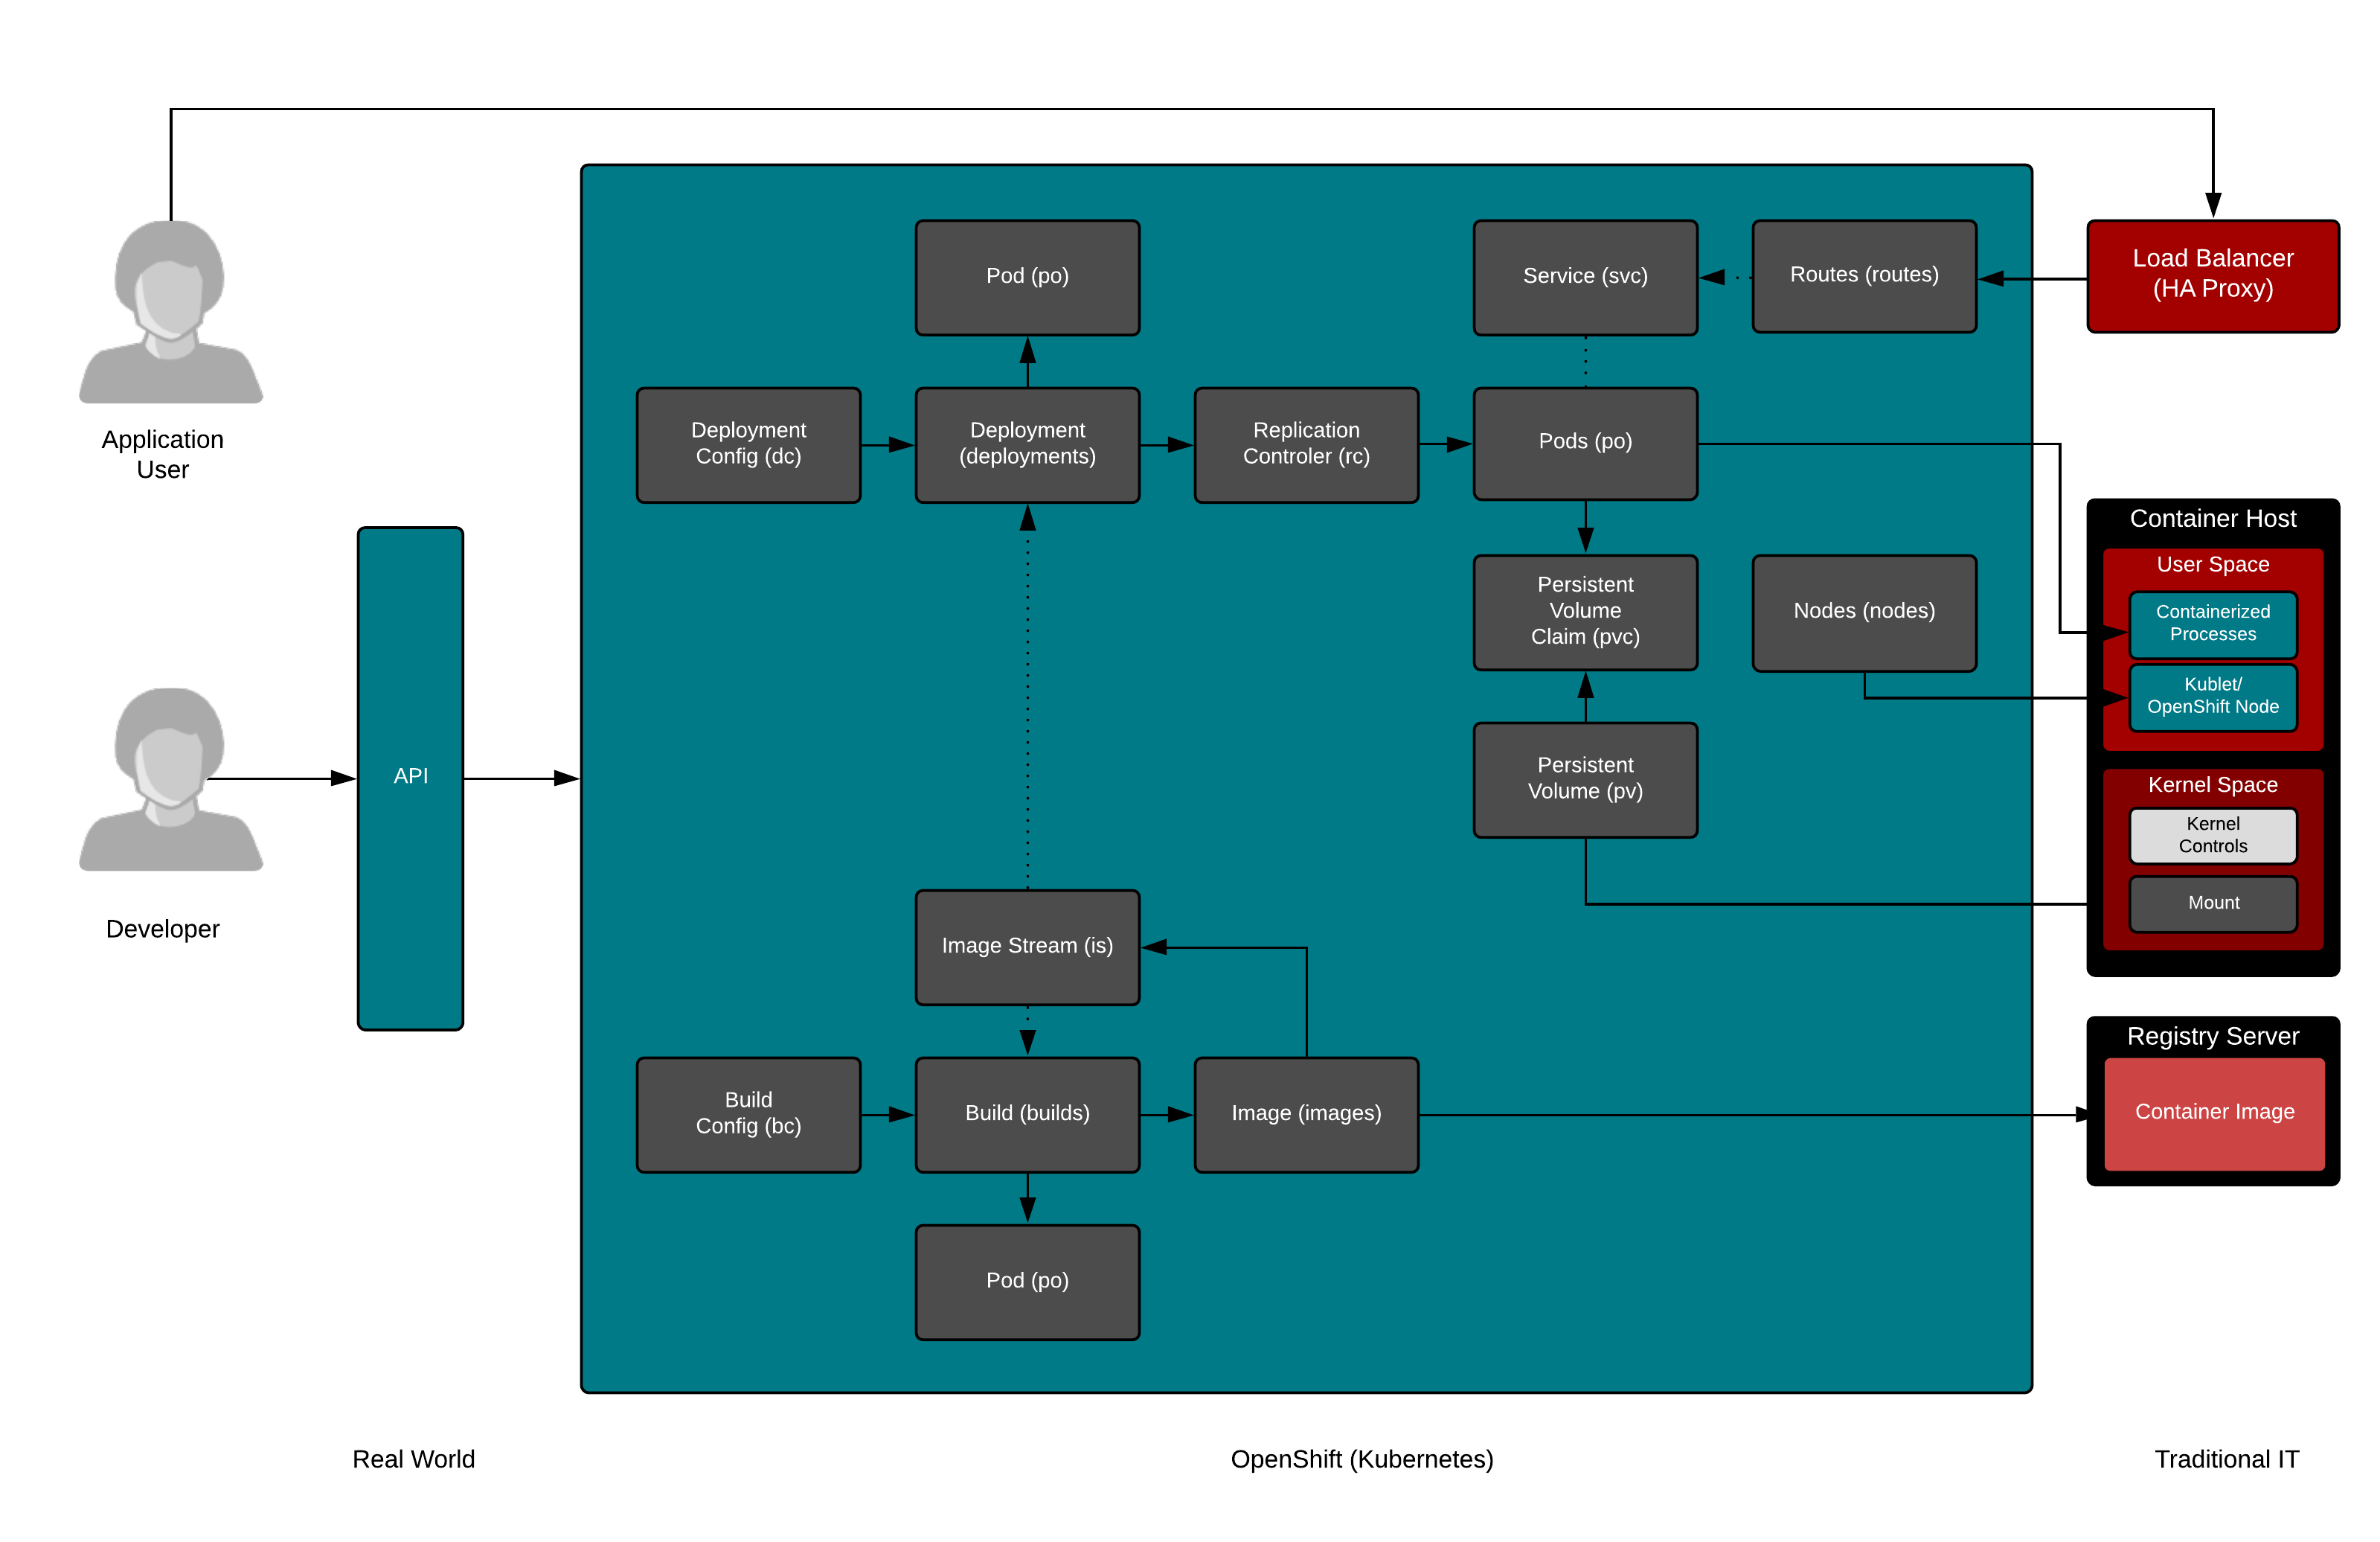 Application
User
Developer
API
Pod (po)
Service (svc)
Routes (routes)
Load Balancer
(HA Proxy)
Deployment
Config (dc)
Deployment
(deployments)
Replication
Controler (rc)
Pods (po)
Persistent
Volume
Claim (pvc)
Nodes (nodes)
Persistent
Volume (pv)
Container Host
User Space
Containerized
Processes
Kublet/
OpenShift Node
Kernel Space
Kernel
Controls
Mount
Image Stream (is)
Build
Config (bc)
Build (builds)
Image (images)
Registry Server
Container Image
Pod (po)
Real World
OpenShift (Kubernetes)
Traditional IT